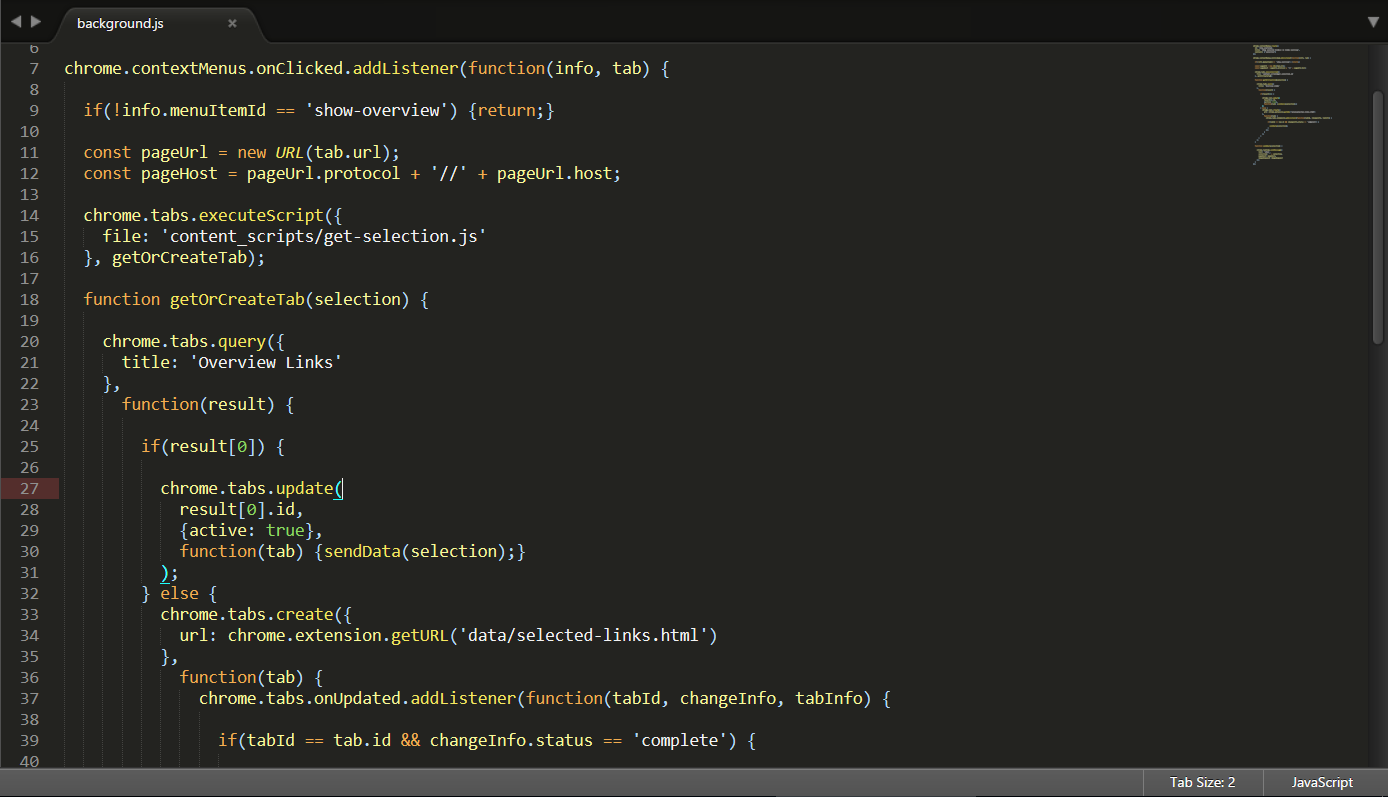 background.js ×
6
7 chrome.contextMenus.onClicked.addListener(function(info, tab) {
8
9 if(!info.menuItemId == 'show-overview') {return;}
10
11 const pageUrl = new URL(tab.url);
12 const pageHost = pageUrl.protocol + '//' + pageUrl.host;
13
14 chrome.tabs.executeScript({
15 file: 'content_scripts/get-selection.js'
16 }, getOrCreateTab);
17
18 function getOrCreateTab(selection) {
19
20 chrome.tabs.query({
21 title: 'Overview Links'
22 },
23 function(result) {
24
25 if(result[0]) {
26
27 chrome.tabs.update(
28 result[0].id,
29 {active: true},
30 function(tab) {sendData(selection);}
31 );
32 } else {
33 chrome.tabs.create({
34 url: chrome.extension.getURL('data/selected-links.html')
35 },
36 function(tab) {
37 chrome.tabs.onUpdated.addListener(function(tabId, changeInfo, tabInfo) {
38
39 if(tabId == tab.id && changeInfo.status == 'complete') {
40
Tab Size: 2 JavaScript